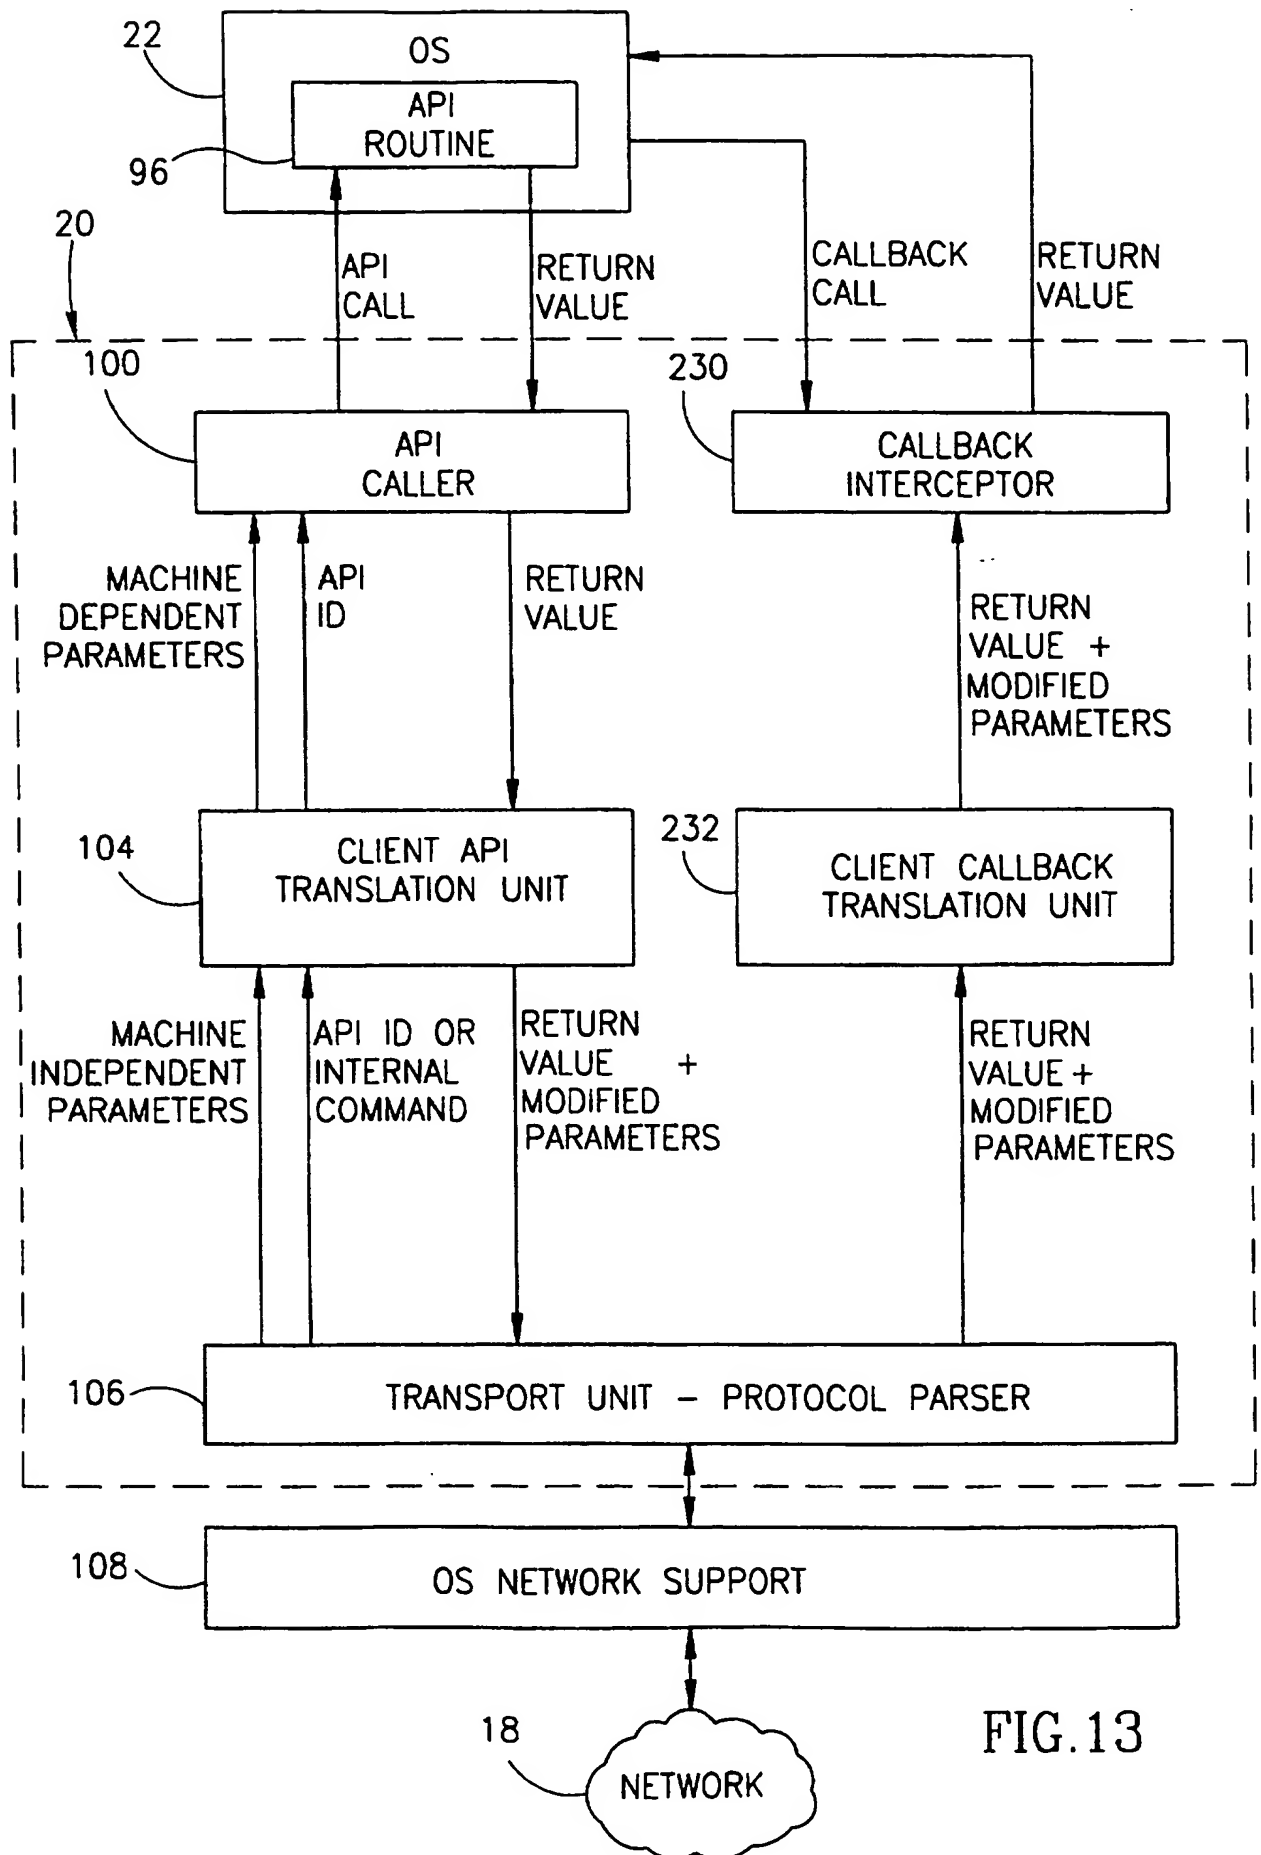 22
OS
API
ROUTINE
96
20
API
CALL
RETURN
VALUE
CALLBACK
CALL
RETURN
VALUE
100
230
API
CALLER
CALLBACK
INTERCEPTOR
MACHINE
DEPENDENT
PARAMETERS
API
ID
RETURN
VALUE
RETURN
VALUE +
MODIFIED
PARAMETERS
104
CLIENT API
TRANSLATION UNIT
232
CLIENT CALLBACK
TRANSLATION UNIT
MACHINE
INDEPENDENT
PARAMETERS
API ID OR
INTERNAL
COMMAND
RETURN
VALUE +
MODIFIED
PARAMETERS
RETURN
VALUE +
MODIFIED
PARAMETERS
106
TRANSPORT UNIT – PROTOCOL PARSER
108
OS NETWORK SUPPORT
18
NETWORK
FIG.13